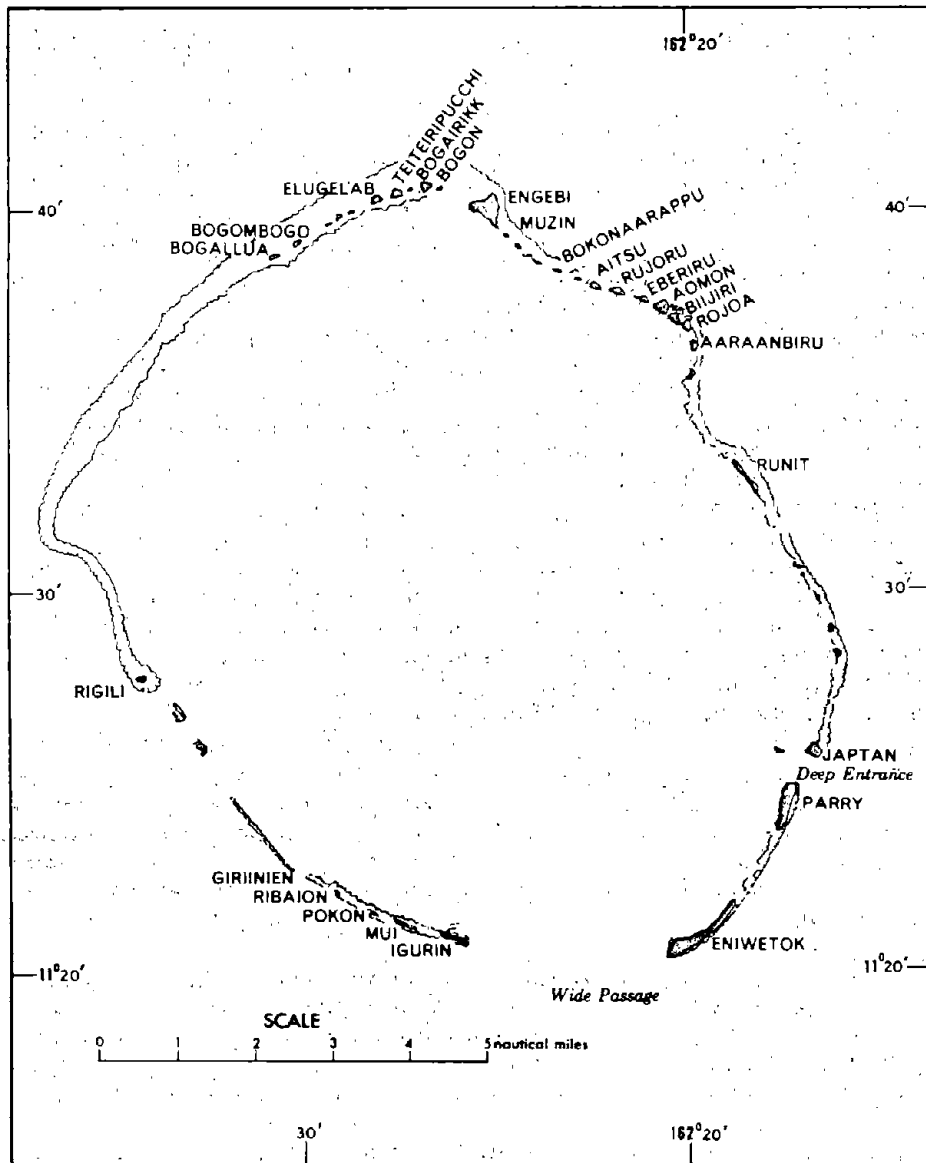 162° 20'
TEITEIRIPUCCHI
BOGAIRIKK
BOGON
ELUGELAB
ENGEBI
40'
40'
MUZIN
BOGOMBOGO
BOGALLUA
BOKONAARAPPU
AITSU
RUJORU
EBERIRU
AOMON
BIIJIRI
ROJOA
AARAANBIRU
RUNIT
30'
30'
RIGILI
JAPTAN
Deep Entrance
PARRY
GIRIINIEN
RIBAION
POKON
MUI
IGURIN
ENIWETOK
11° 20'
11° 20'
Wide Passage
SCALE
0 1 2 3 4 5 nautical miles
30'
162° 20'